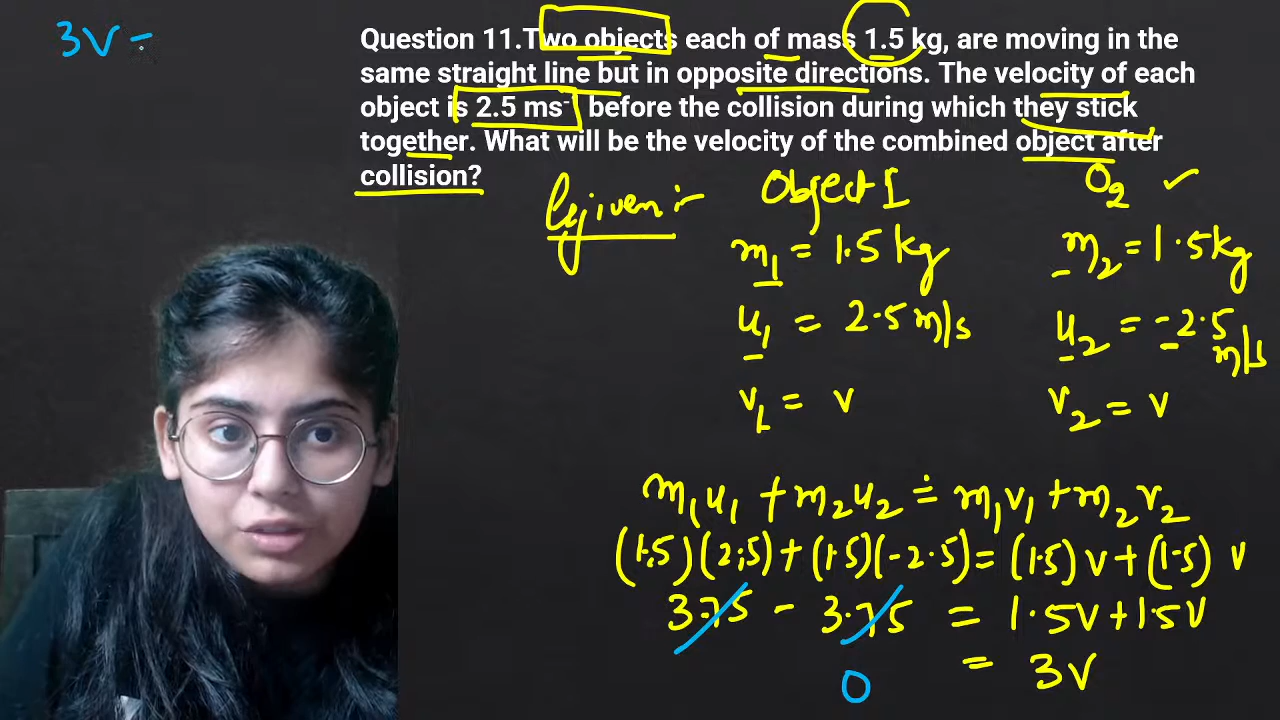 3V =
Question 11.Two objects each of mass 1.5 kg, are moving in the
same straight line but in opposite directions. The velocity of each
object is 2.5 ms⁻¹ before the collision during which they stick
together. What will be the velocity of the combined object after
collision?
Given :- Object I O₂ ✓
m₁ = 1.5 kg m₂ = 1.5 kg
u₁ = 2.5 m/s u₂ = -2.5 m/s
v₁ = v v₂ = v
m₁u₁ + m₂u₂ = m₁v₁ + m₂v₂
(1.5)(2.5) + (1.5)(-2.5) = (1.5) v + (1.5) v
3.75 - 3.75 = 1.5V + 1.5V
0 = 3V